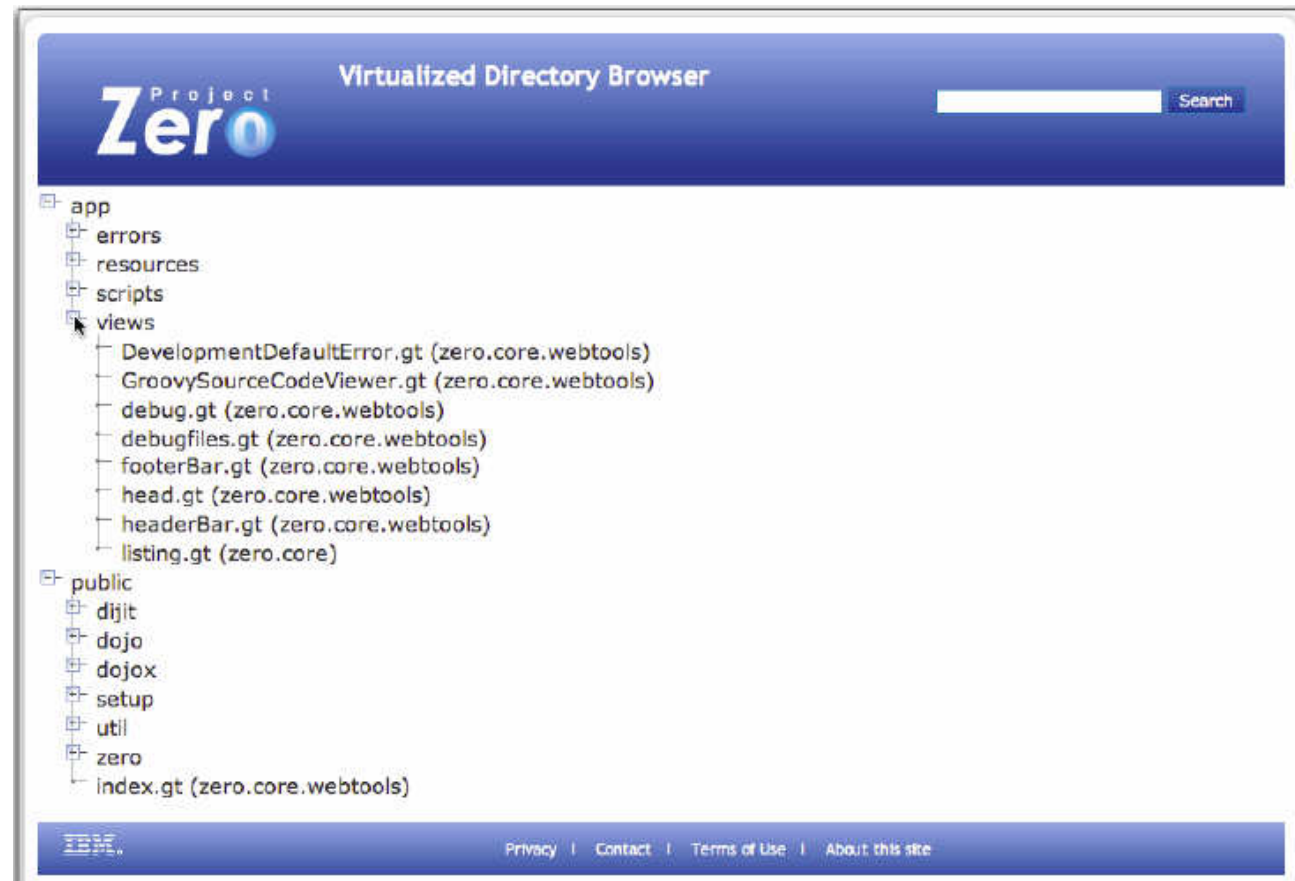 Project
Zero
Virtualized Directory Browser
Search
app
errors
resources
scripts
views
DevelopmentDefaultError.gt (zero.core.webtools)
GroovySourceCodeViewer.gt (zero.core.webtools)
debug.gt (zero.core.webtools)
debugfiles.gt (zero.core.webtools)
footerBar.gt (zero.core.webtools)
head.gt (zero.core.webtools)
headerBar.gt (zero.core.webtools)
listing.gt (zero.core)
public
dijit
dojo
dojox
setup
util
zero
index.gt (zero.core.webtools)
IBM. Privacy | Contact | Terms of Use | About this site